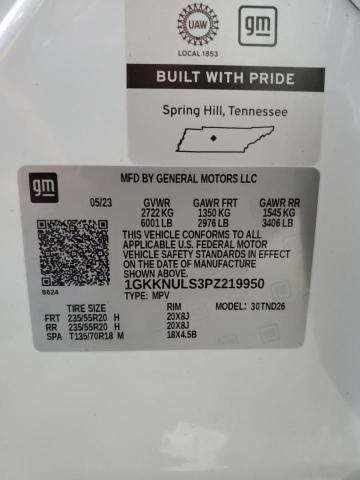 UAW
gm
LOCAL 1853
BUILT WITH PRIDE
Spring Hill, Tennessee
gm
MFD BY GENERAL MOTORS LLC
05/23 GVWR GAWR FRT GAWR RR
2722 KG 1350 KG 1545 KG
6001 LB 2976 LB 3406 LB
THIS VEHICLE CONFORMS TO ALL
APPLICABLE U.S. FEDERAL MOTOR
VEHICLE SAFETY STANDARDS IN EFFECT
ON THE DATE OF MANUFACTURE
SHOWN ABOVE.
1GKKNULS3PZ219950
S624 TYPE: MPV
TIRE SIZE RIM MODEL: 30TND26
FRT 235/55R20 H 20X8J
RR 235/55R20 H 20X8J
SPA T135/70R18 M 18X4.5B